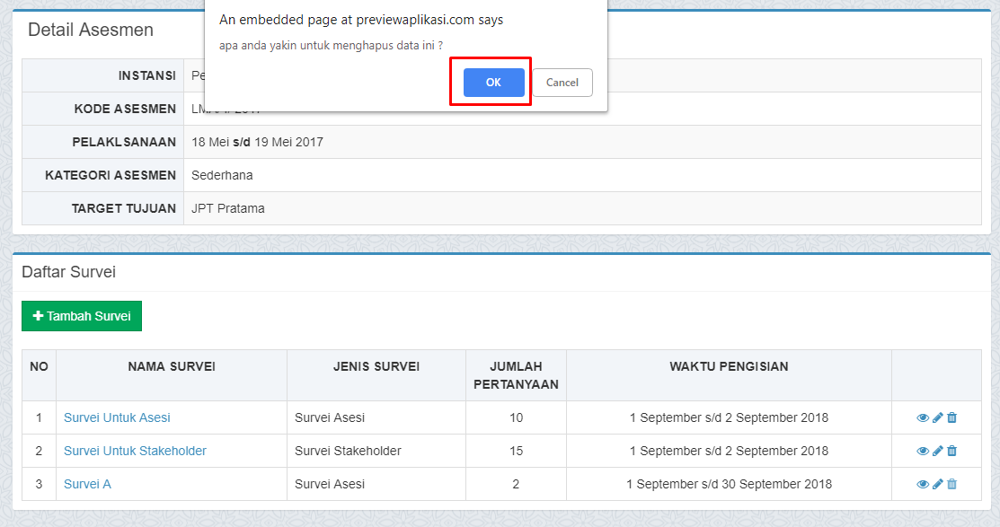 An embedded page at previewaplikasi.com says
apa anda yakin untuk menghapus data ini ?
OK Cancel
Detail Asesmen
INSTANSI
KODE ASESMEN
PELAKLSANAAN 18 Mei s/d 19 Mei 2017
KATEGORI ASESMEN Sederhana
TARGET TUJUAN JPT Pratama
Daftar Survei
Tambah Survei
NO NAMA SURVEI JENIS SURVEI JUMLAH PERTANYAAN WAKTU PENGISIAN
1 Survei Untuk Asesi Survei Asesi 10 1 September s/d 2 September 2018
2 Survei Untuk Stakeholder Survei Stakeholder 15 1 September s/d 2 September 2018
3 Survei A Survei Asesi 2 1 September s/d 30 September 2018